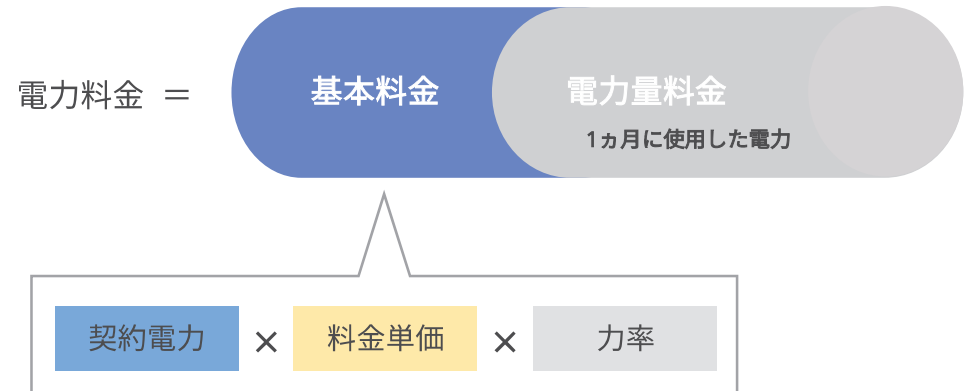 電力料金 ＝ 基本料金 電力量料金
1ヵ月に使用した電力
契約電力 × 料金単価 × 力率